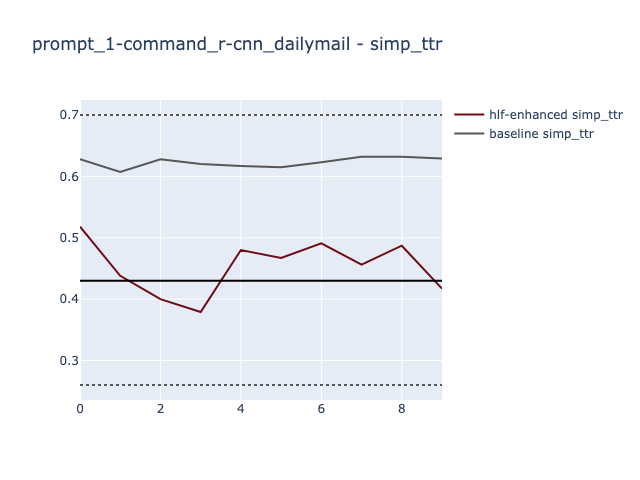 prompt_1-command_r-cnn_dailymail - simp_ttr
hlf-enhanced simp_ttr
baseline simp_ttr
0.7
0.6
0.5
0.4
0.3
0 2 4 6 8